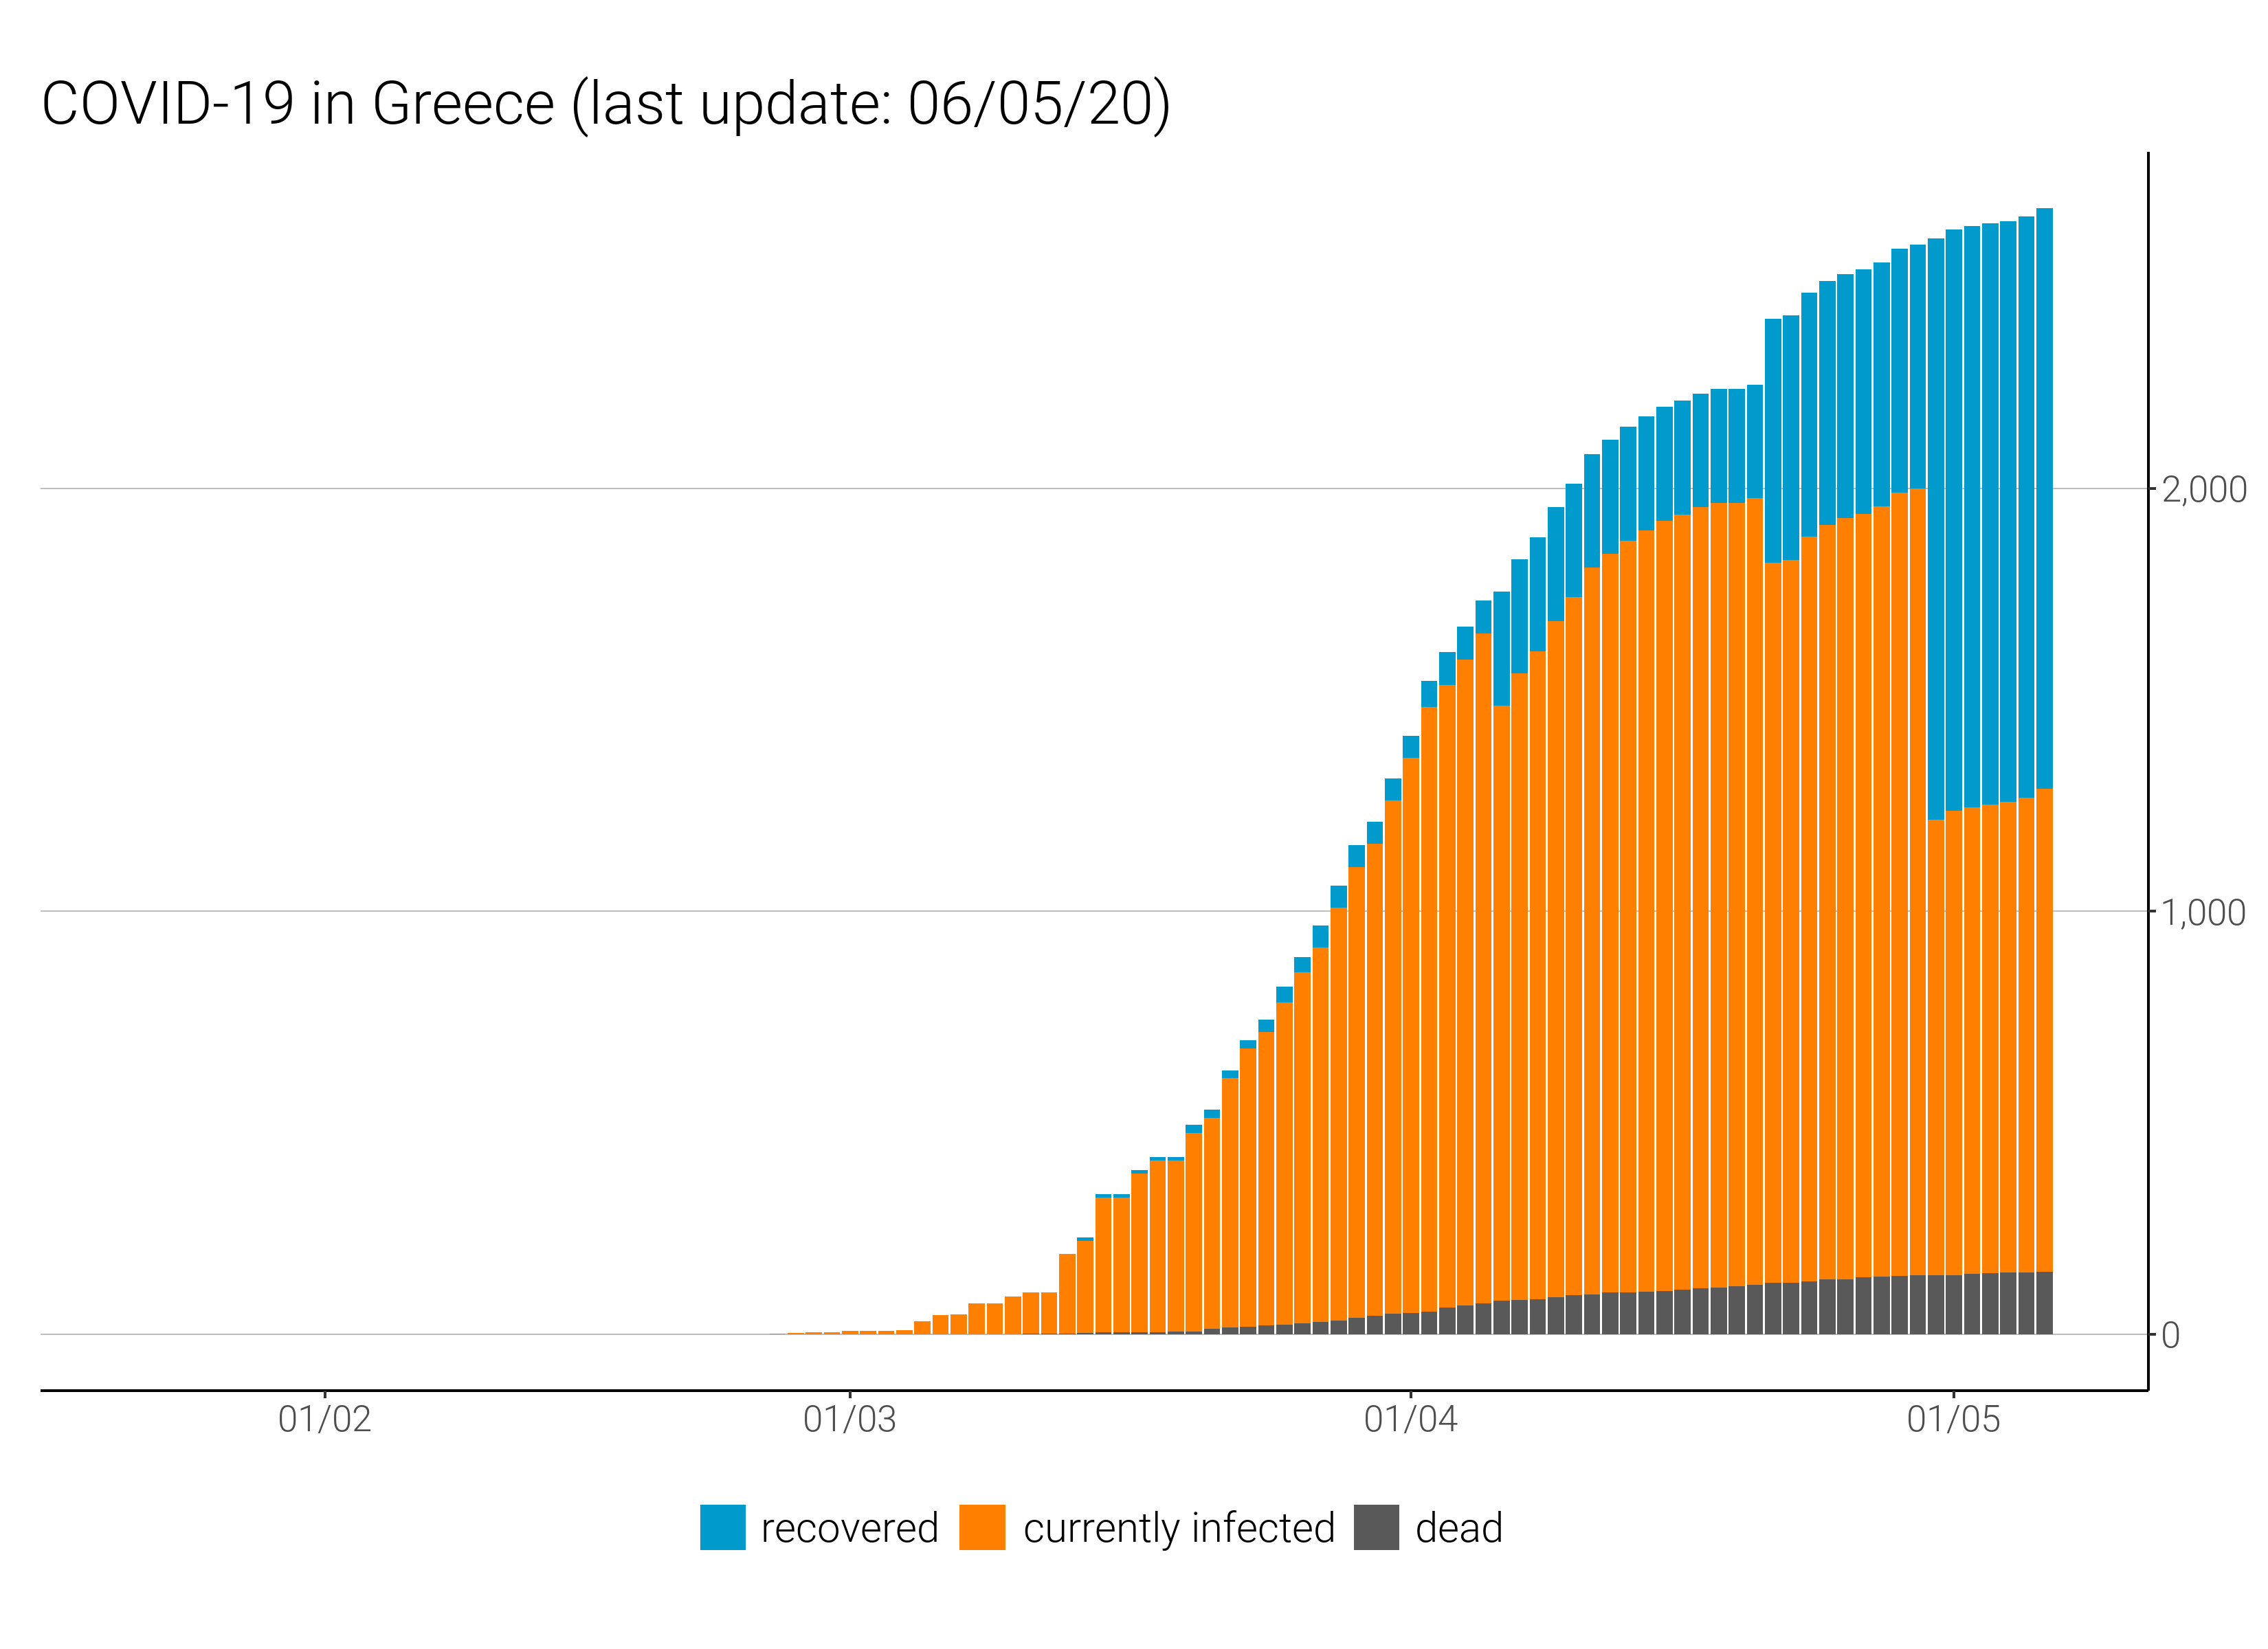 COVID-19 in Greece (last update: 06/05/20)
2,000
1,000
0
01/02 01/03 01/04 01/05
recovered currently infected dead